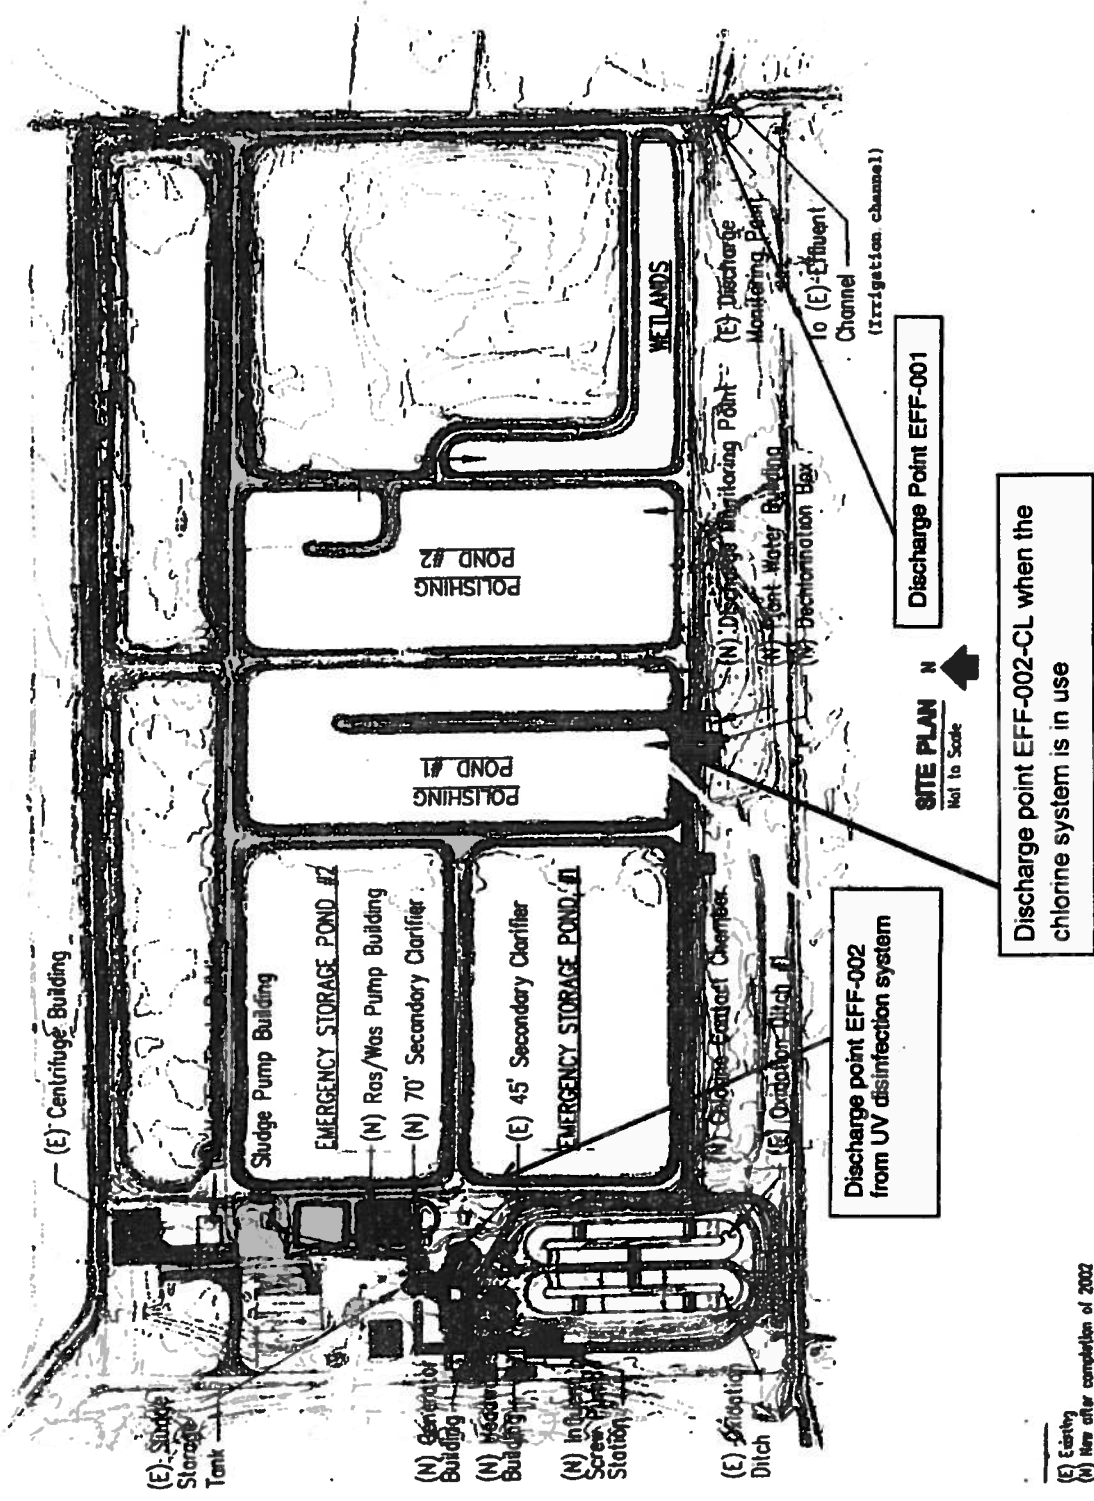 (E) Centrifuge Building
Sludge Pump Building
EMERGENCY STORAGE POND #2
(N) Ras/Was Pump Building
(N) 70' Secondary Clarifier
(E) 45' Secondary Clarifier
EMERGENCY STORAGE POND #1
POLISHING
POND #1
POLISHING
POND #2
WETLANDS
(E) Sludge
Storage
Tank
(N) Generator
Building
(N)
Building
(N) Influent
Screw Pump
Station
(E) Oxidation
Ditch #2
(N) Chlorine Contact Chamber
(E) Oxidation Ditch #1
(N) Discharge Monitoring Point
(N) Plant Water Building
(N) Dechlorination Box
(E) Discharge
Monitoring Point
To (E) Effluent
Channel
(Irrigation channel)
Discharge point EFF-002
from UV disinfection system
Discharge Point EFF-001
Discharge point EFF-002-CL when the
chlorine system is in use
SITE PLAN N
Not to Scale
(E) Existing
(N) New after completion of 2002